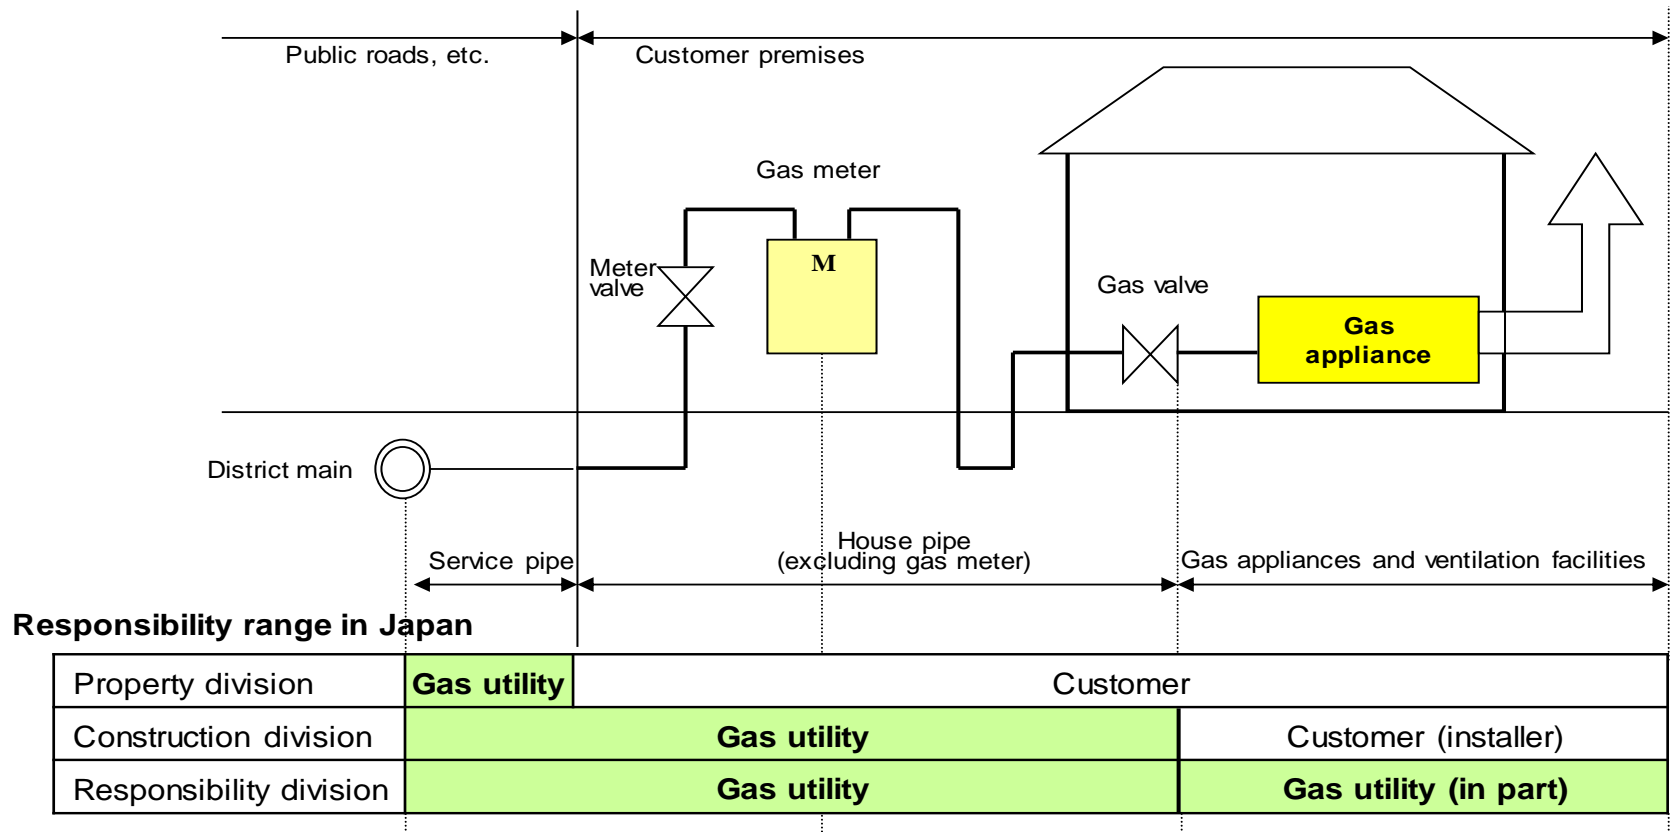 Public roads, etc.
Customer premises
Gas meter
M
Meter
valve
Gas valve
Gas
appliance
District main
Service pipe
House pipe
(excluding gas meter)
Gas appliances and ventilation facilities
Responsibility range in Japan
Property division
Gas utility
Customer
Construction division
Gas utility
Customer (installer)
Responsibility division
Gas utility
Gas utility (in part)